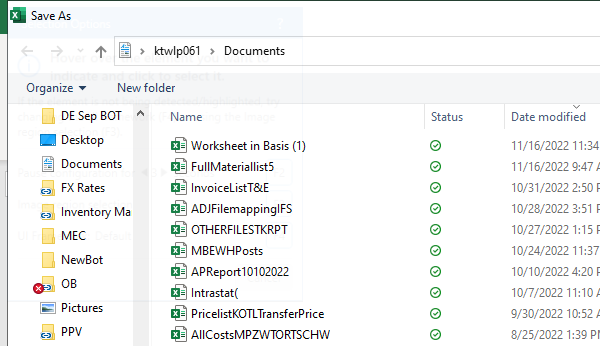 Save As
ktwlp061 > Documents
Organize New folder
Name Status Date modified
DE Sep BOT
Desktop
Documents
FX Rates
Inventory Ma
MEC
NewBot
OB
Pictures
PPV
Worksheet in Basis (1) 11/16/2022 11:34
FullMateriallist5 11/16/2022 9:47 A
InvoiceListT&E 10/31/2022 2:50 P
ADJFilemappingIFS 10/28/2022 3:51 P
OTHERFILESTKRPT 10/27/2022 1:15 P
MBEWHPosts 10/24/2022 11:37
APReport10102022 10/10/2022 4:20 P
Intrastat( 10/7/2022 11:10 A
PricelistKOTLTransferPrice 9/30/2022 10:52 A
AllCostsMPZWTORTSCHW 8/25/2022 1:39 PM